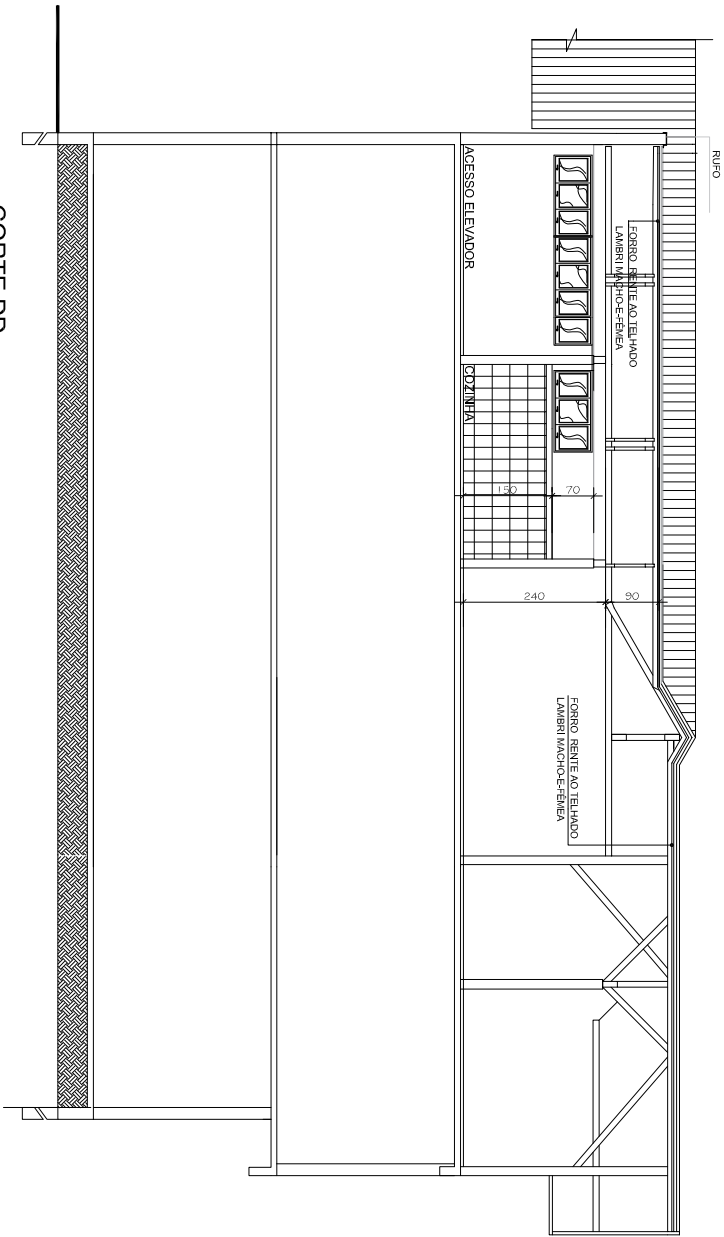 RUFO
FORRO RENTE AO TELHADO
LAMBRI MACHO-E-FÊMEA
90
FORRO RENTE AO TELHADO
LAMBRI MACHO-E-FÊMEA
70
240
150
ACESSO ELEVADOR
COZINHA
CORTE